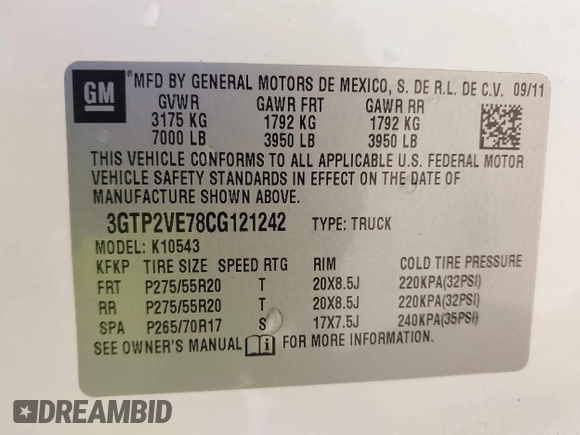 GM
MFD BY GENERAL MOTORS DE MEXICO, S. DE R.L. DE C.V. 09/11
GVWR GAWR FRT GAWR RR
3175 KG 1792 KG 1792 KG
7000 LB 3950 LB 3950 LB
THIS VEHICLE CONFORMS TO ALL APPLICABLE U.S. FEDERAL MOTOR
VEHICLE SAFETY STANDARDS IN EFFECT ON THE DATE OF
MANUFACTURE SHOWN ABOVE.
3GTP2VE78CG121242 TYPE: TRUCK
MODEL: K10543
KFKP TIRE SIZE SPEED RTG RIM COLD TIRE PRESSURE
FRT P275/55R20 T 20X8.5J 220KPA(32PSI)
RR P275/55R20 T 20X8.5J 220KPA(32PSI)
SPA P265/70R17 S 17X7.5J 240KPA(35PSI)
SEE OWNER'S MANUAL FOR MORE INFORMATION.
$DREAMBID